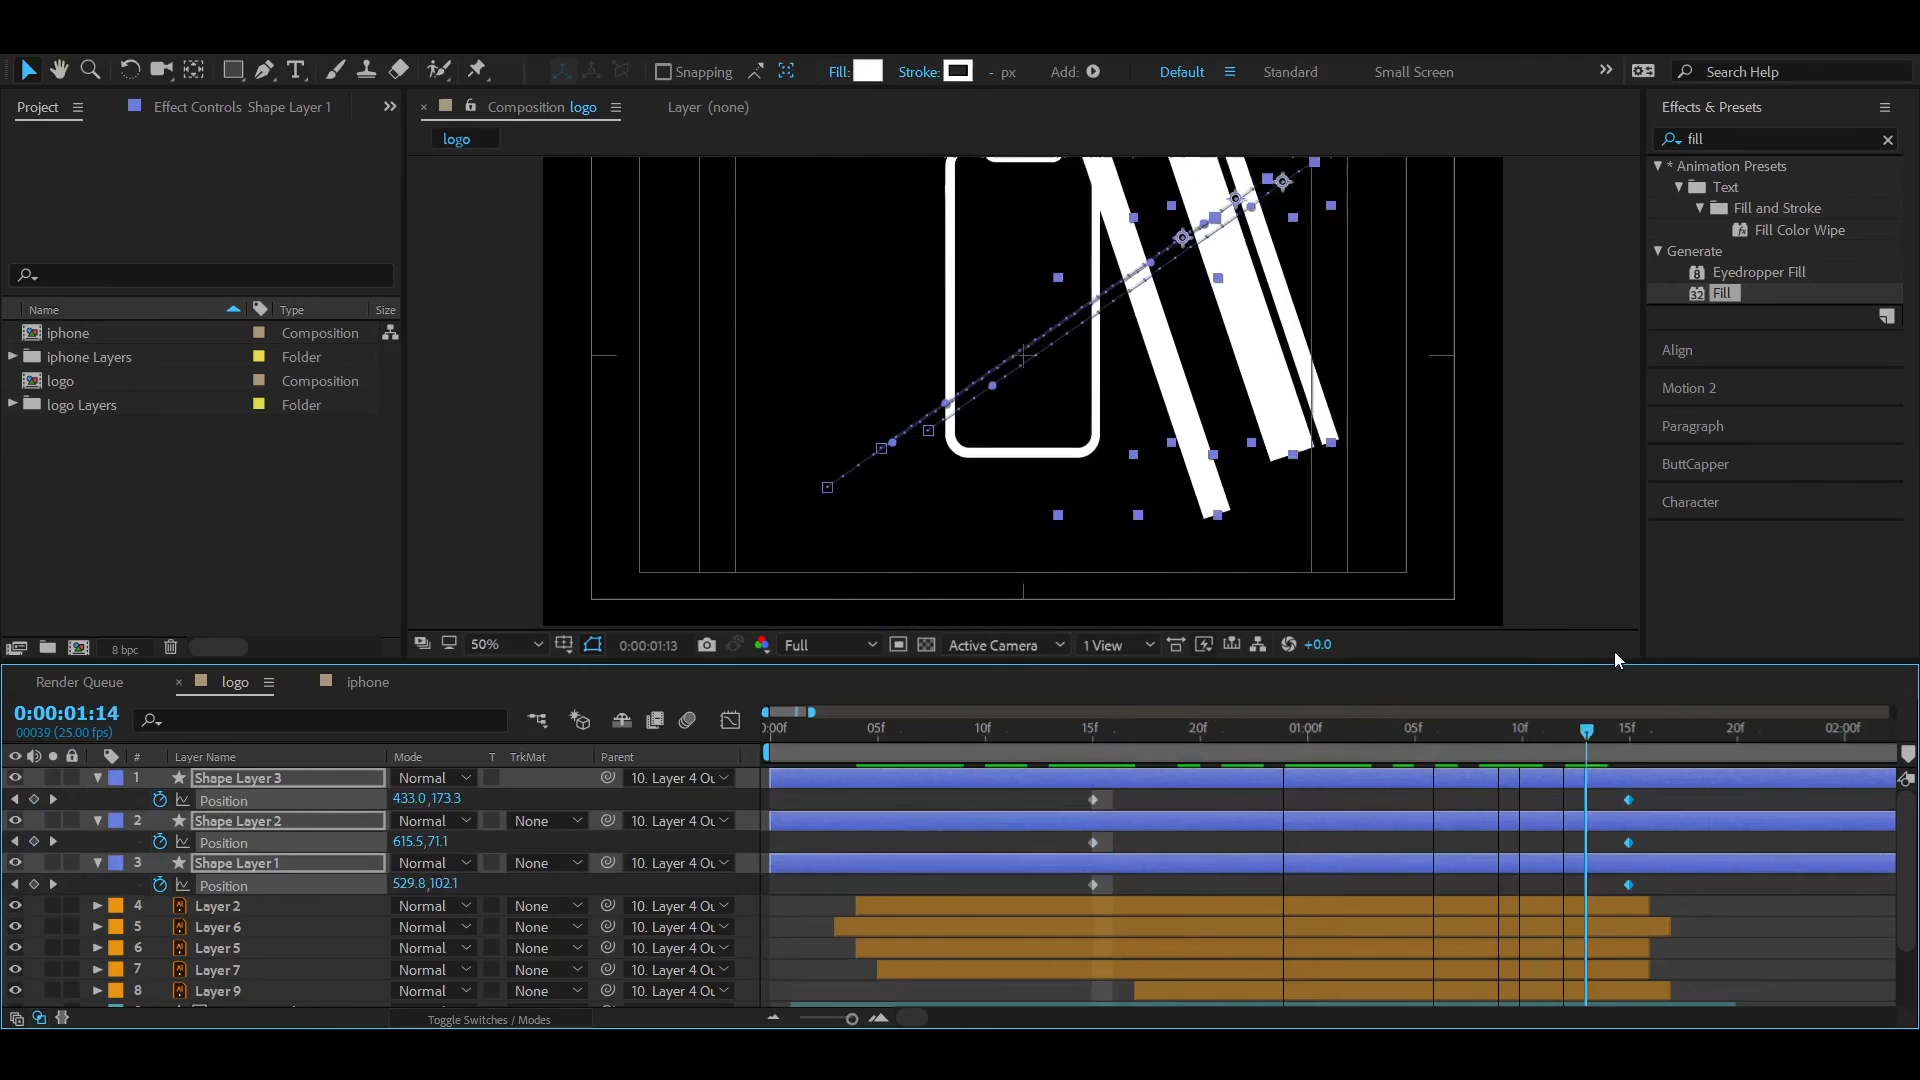 Snapping
Fill:
Stroke:
- px
Add:
Default
Standard
Small Screen
Search Help
Project
Effect Controls Shape Layer 1
Composition logo
Layer (none)
Effects & Presets
logo
fill
* Animation Presets
Text
Fill and Stroke
Fill Color Wipe
Generate
Eyedropper Fill
Fill
Name
Type
Size
iphone
Composition
iphone Layers
Folder
logo
Composition
logo Layers
Folder
Align
Motion 2
Paragraph
ButtCapper
Character
8 bpc
50%
0:00:01:13
Full
Active Camera
1 View
+0.0
Render Queue
logo
iphone
0:00:01:14
00039 (25.00 fps)
0:00f
05f
10f
15f
20f
01:00f
05f
10f
15f
20f
02:00f
#
Layer Name
Mode
T
TrkMat
Parent
1
Shape Layer 3
Normal
10. Layer 4 Ou
Position
433.0,173.3
2
Shape Layer 2
Normal
None
10. Layer 4 Ou
Position
615.5,71.1
3
Shape Layer 1
Normal
None
10. Layer 4 Ou
Position
529.8,102.1
4
Layer 2
Normal
None
10. Layer 4 Ou
5
Layer 6
Normal
None
10. Layer 4 Ou
6
Layer 5
Normal
None
10. Layer 4 Ou
7
Layer 7
Normal
None
10. Layer 4 Ou
8
Layer 9
Normal
None
10. Layer 4 Ou
Toggle Switches / Modes